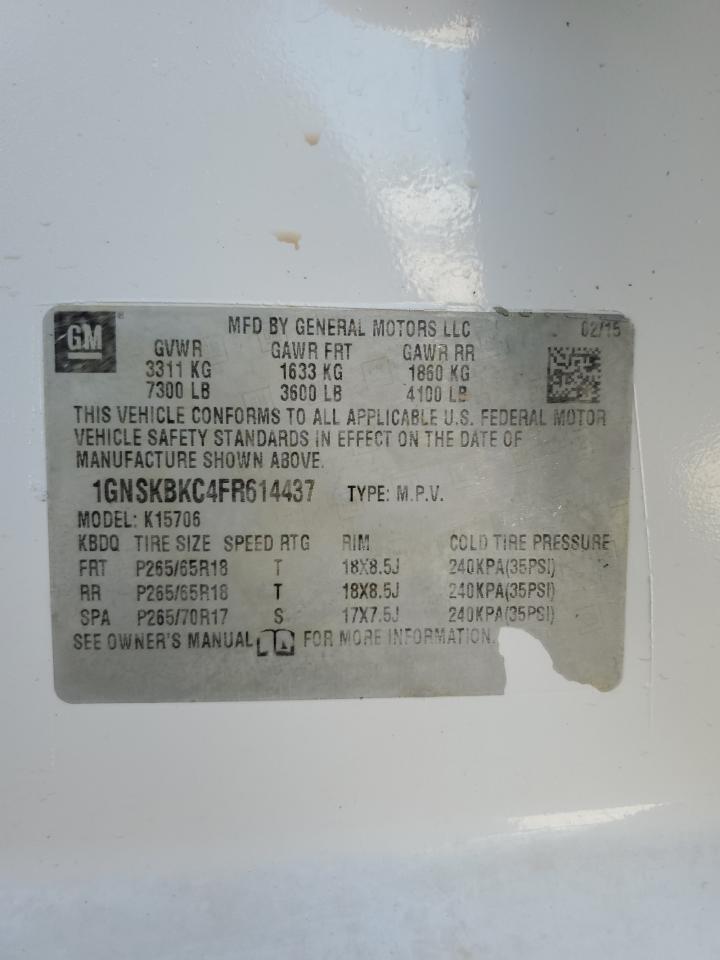 GM ®
MFD BY GENERAL MOTORS LLC 02/15
GVWR GAWR FRT GAWR RR
3311 KG 1633 KG 1860 KG
7300 LB 3600 LB 4100 LB
THIS VEHICLE CONFORMS TO ALL APPLICABLE U.S. FEDERAL MOTOR
VEHICLE SAFETY STANDARDS IN EFFECT ON THE DATE OF
MANUFACTURE SHOWN ABOVE.
1GNSKBKC4FR614437 TYPE: M.P.V.
MODEL: K15706
KBDQ TIRE SIZE SPEED RTG RIM COLD TIRE PRESSURE
FRT P265/65R18 T 18X8.5J 240KPA(35PSI)
RR P265/65R18 T 18X8.5J 240KPA(35PSI)
SPA P265/70R17 S 17X7.5J 240KPA(35PSI)
SEE OWNER'S MANUAL FOR MORE INFORMATION.